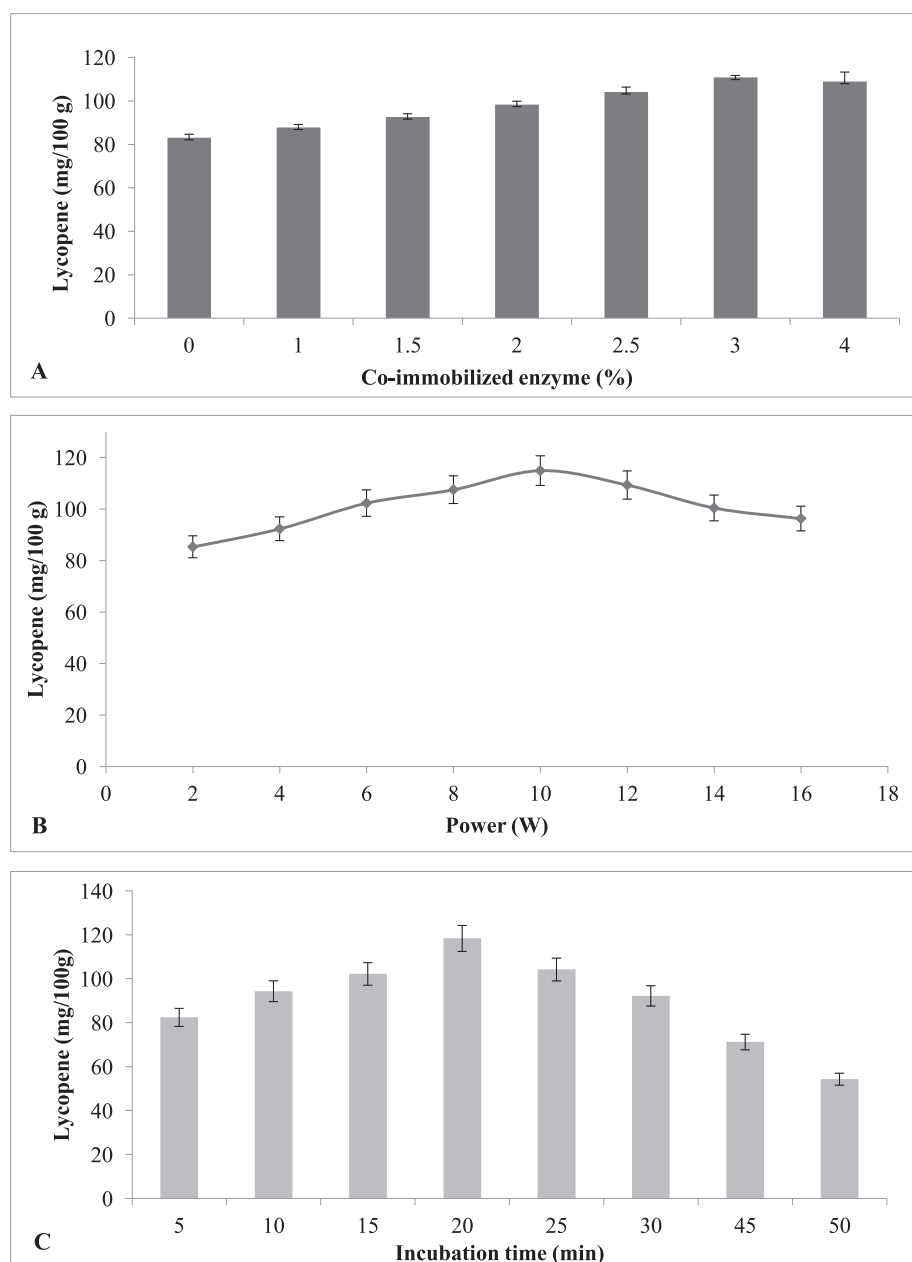 120
100
80
60
40
20
0
Lycopene (mg/100 g)
0 1 1.5 2 2.5 3 4
A
Co-immobilized enzyme (%)
120
100
80
60
40
20
0
Lycopene (mg/100 g)
0 2 4 6 8 10 12 14 16 18
B
Power (W)
140
120
100
80
60
40
20
0
Lycopene (mg/100g)
5 10 15 20 25 30 45 50
C
Incubation time (min)